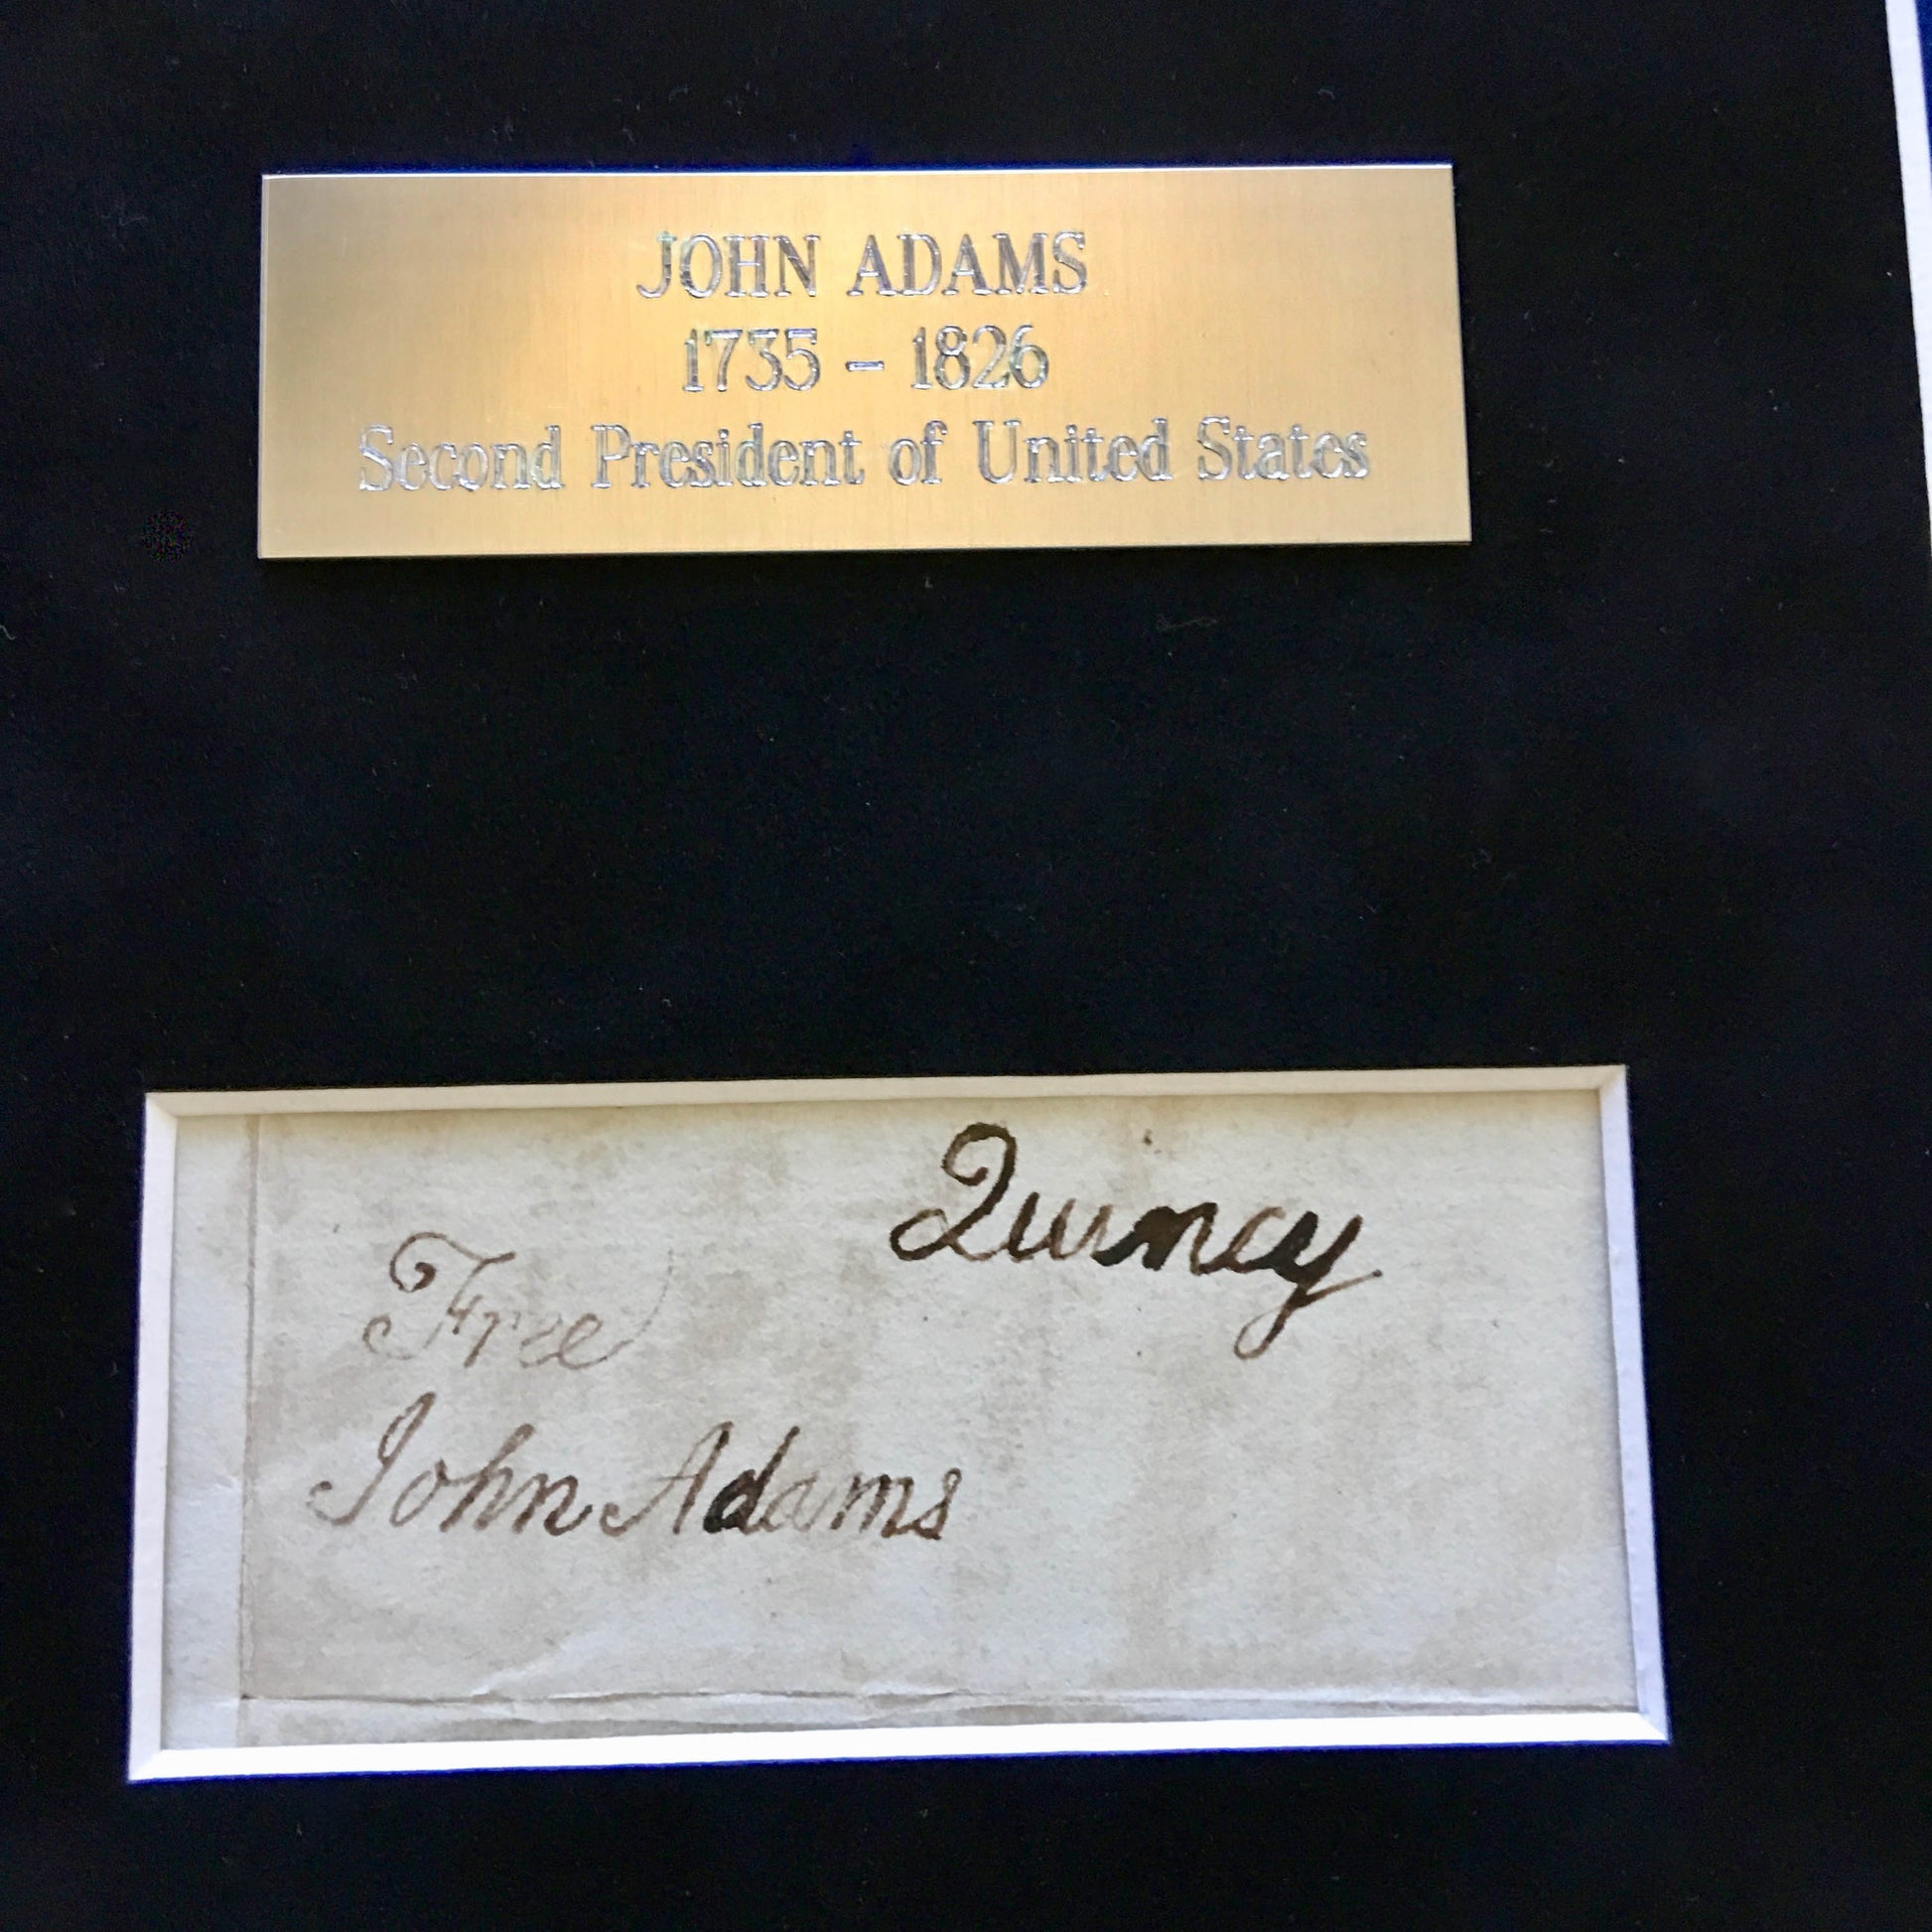 JOHN ADAMS
1735 - 1826
Second President of United States
Quincy
Free
John Adams